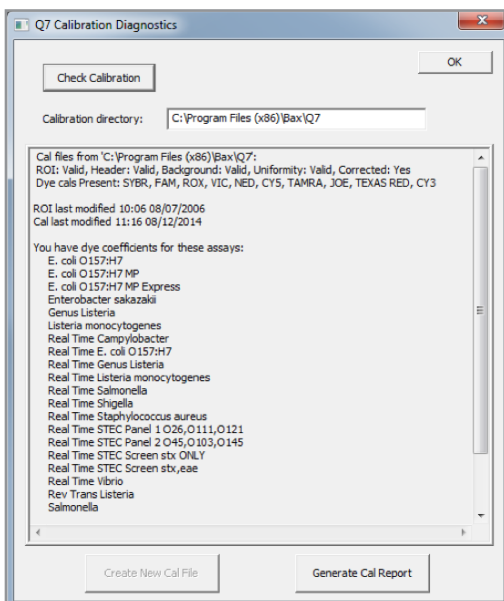 Q7 Calibration Diagnostics
OK
Check Calibration
Calibration directory: C:\Program Files (x86)\Bax\Q7
Cal files from 'C:\Program Files (x86)\Bax\Q7':
ROI: Valid, Header: Valid, Background: Valid, Uniformity: Valid, Corrected: Yes
Dye cals Present: SYBR, FAM, ROX, VIC, NED, CY5, TAMRA, JOE, TEXAS RED, CY3
ROI last modified 10:06 08/07/2006
Cal last modified 11:16 08/12/2014
You have dye coefficients for these assays:
E. coli O157:H7
E. coli O157:H7 MP
E. coli O157:H7 MP Express
Enterobacter sakazakii
Genus Listeria
Listeria monocytogenes
Real Time Campylobacter
Real Time E. coli O157:H7
Real Time Genus Listeria
Real Time Listeria monocytogenes
Real Time Salmonella
Real Time Shigella
Real Time Staphylococcus aureus
Real Time STEC Panel 1 O26,O111,O121
Real Time STEC Panel 2 O45,O103,O145
Real Time STEC Screen stx ONLY
Real Time STEC Screen stx,eae
Real Time Vibrio
Rev Trans Listeria
Salmonella
Create New Cal File
Generate Cal Report